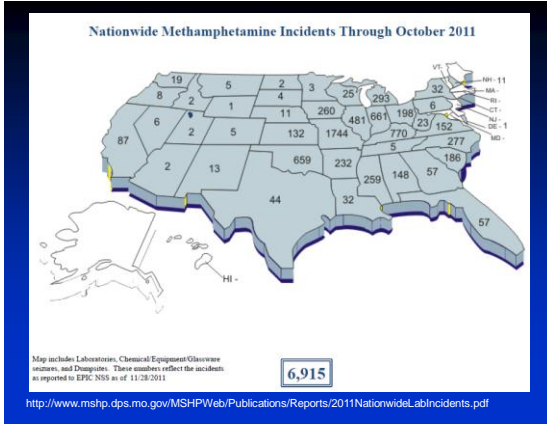 Nationwide Methamphetamine Incidents Through October 2011
19
5
2
3
VT-
NH - 11
8
2
4
25
293
32
MA -
RI -
6
1
11
260
6
CT -
NJ -
87
2
5
132
1744
481
661
198
23
152
DE - 1
MD -
770
5
277
2
13
659
232
186
259
148
57
44
32
57
HI -
Map includes Laboratories, Chemical/Equipment/Glassware
seizures, and Dumpsites. These numbers reflect the incidents
as reported to EPIC NSS as of 11/28/2011
6,915
http://www.mshp.dps.mo.gov/MSHPWeb/Publications/Reports/2011NationwideLabIncidents.pdf